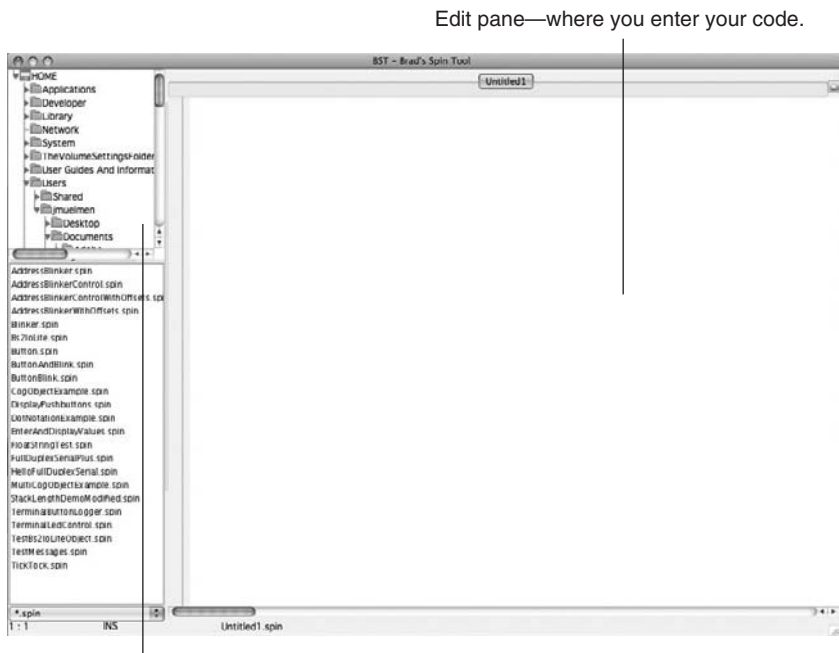 Edit pane—where you enter your code.
BST - Brad's Spin Tool
HOME
Applications
Developer
Library
Network
System
TheVolumeSettingsFolder
User Guides And Informat
Users
Shared
jmuelmen
Desktop
Documents
Untitled1
AddressBlinker.spin
AddressBlinkerControl.spin
AddressBlinkerControlWithOffsets.spi
AddressBlinkerWithOffsets.spin
Blinker.spin
Bs2IoLite.spin
Button.spin
ButtonAndBlink.spin
ButtonBlink.spin
CogObjectExample.spin
DisplayPushbuttons.spin
DotNotationExample.spin
EnterAndDisplayValues.spin
FloatStringTest.spin
FullDuplexSerialPlus.spin
HelloFullDuplexSerial.spin
MultiCogObjectExample.spin
StackLengthDemoModified.spin
TerminalButtonLogger.spin
TerminalLedControl.spin
TestBs2IoLiteObject.spin
TestMessages.spin
TickTock.spin
*.spin
1 : 1 INS Untitled1.spin